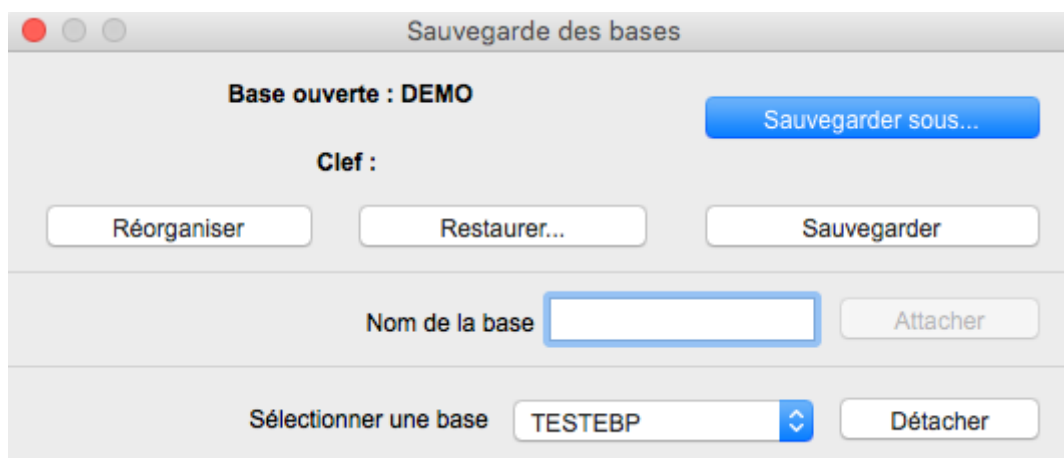 Sauvegarde des bases
Base ouverte : DEMO
Sauvegarder sous...
Clef :
Réorganiser Restaurer... Sauvegarder
Nom de la base Attacher
Sélectionner une base TESTEBP Détacher